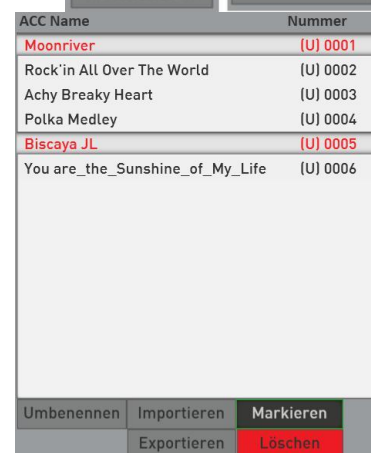 ACC Name Nummer
Moonriver (U) 0001
Rock'in All Over The World (U) 0002
Achy Breaky Heart (U) 0003
Polka Medley (U) 0004
Biscaya JL (U) 0005
You are_the_Sunshine_of_My_Life (U) 0006
Umbenennen Importieren Markieren
Exportieren Löschen